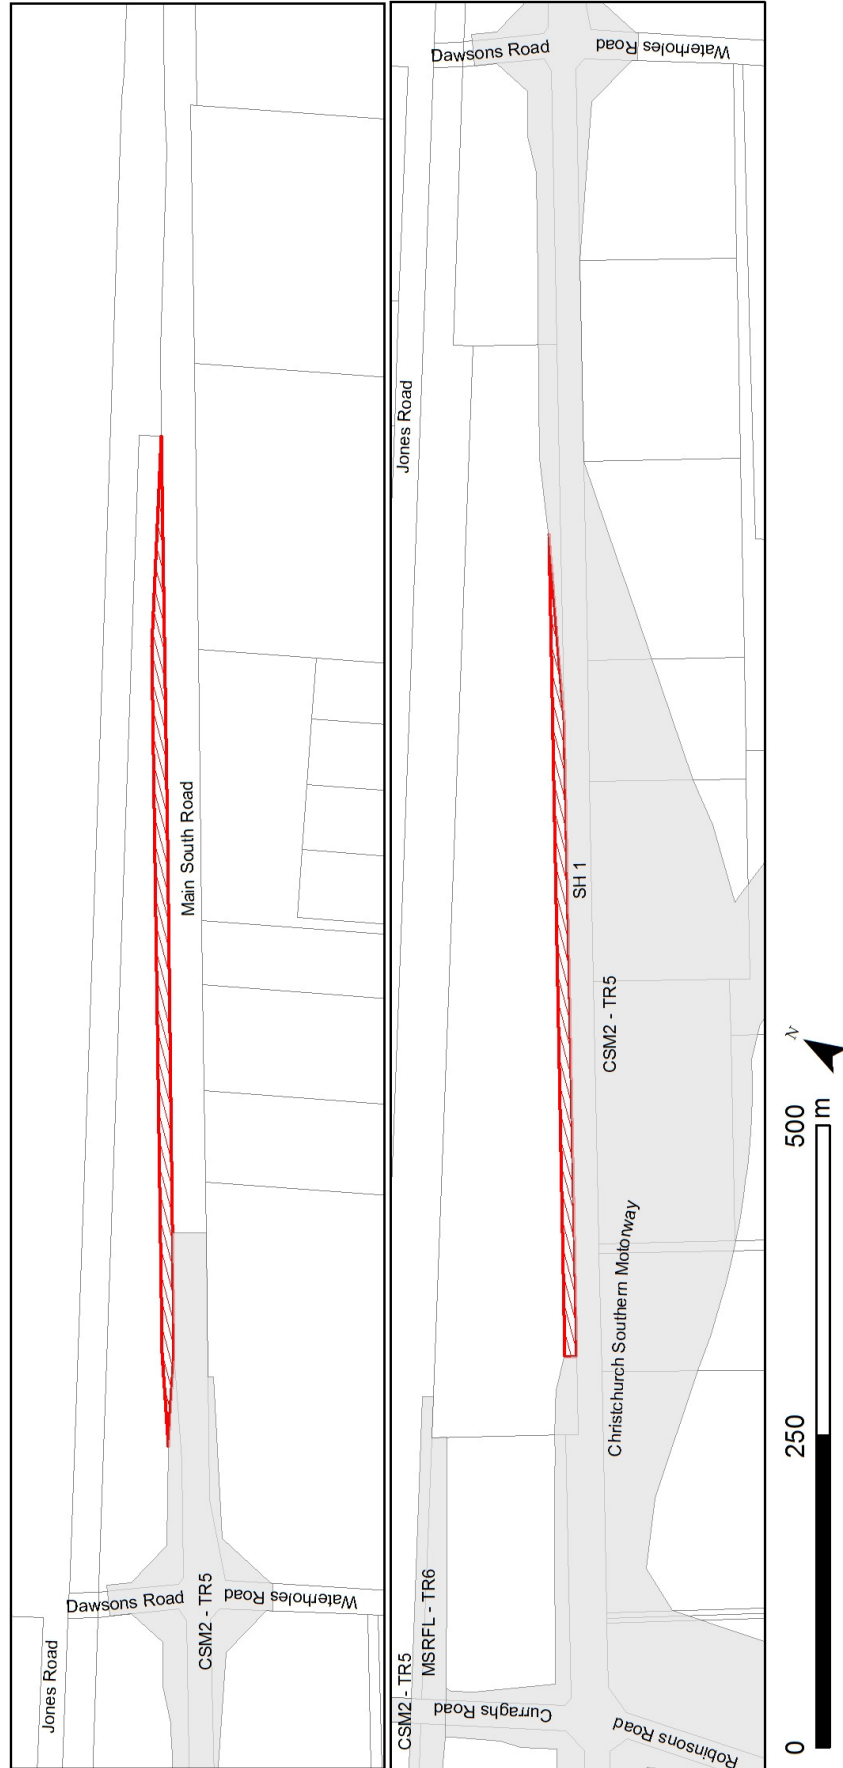 Main South Road
Dawsons Road
Waterholes Road
CSM2 - TR5
Jones Road
Dawsons Road
Waterholes Road
Jones Road
SH 1
CSM2 - TR5
Christchurch Southern Motorway
MSRFL - TR6
CSM2 - TR5
Curraghs Road
Robinsons Road
N
0
250
500
m